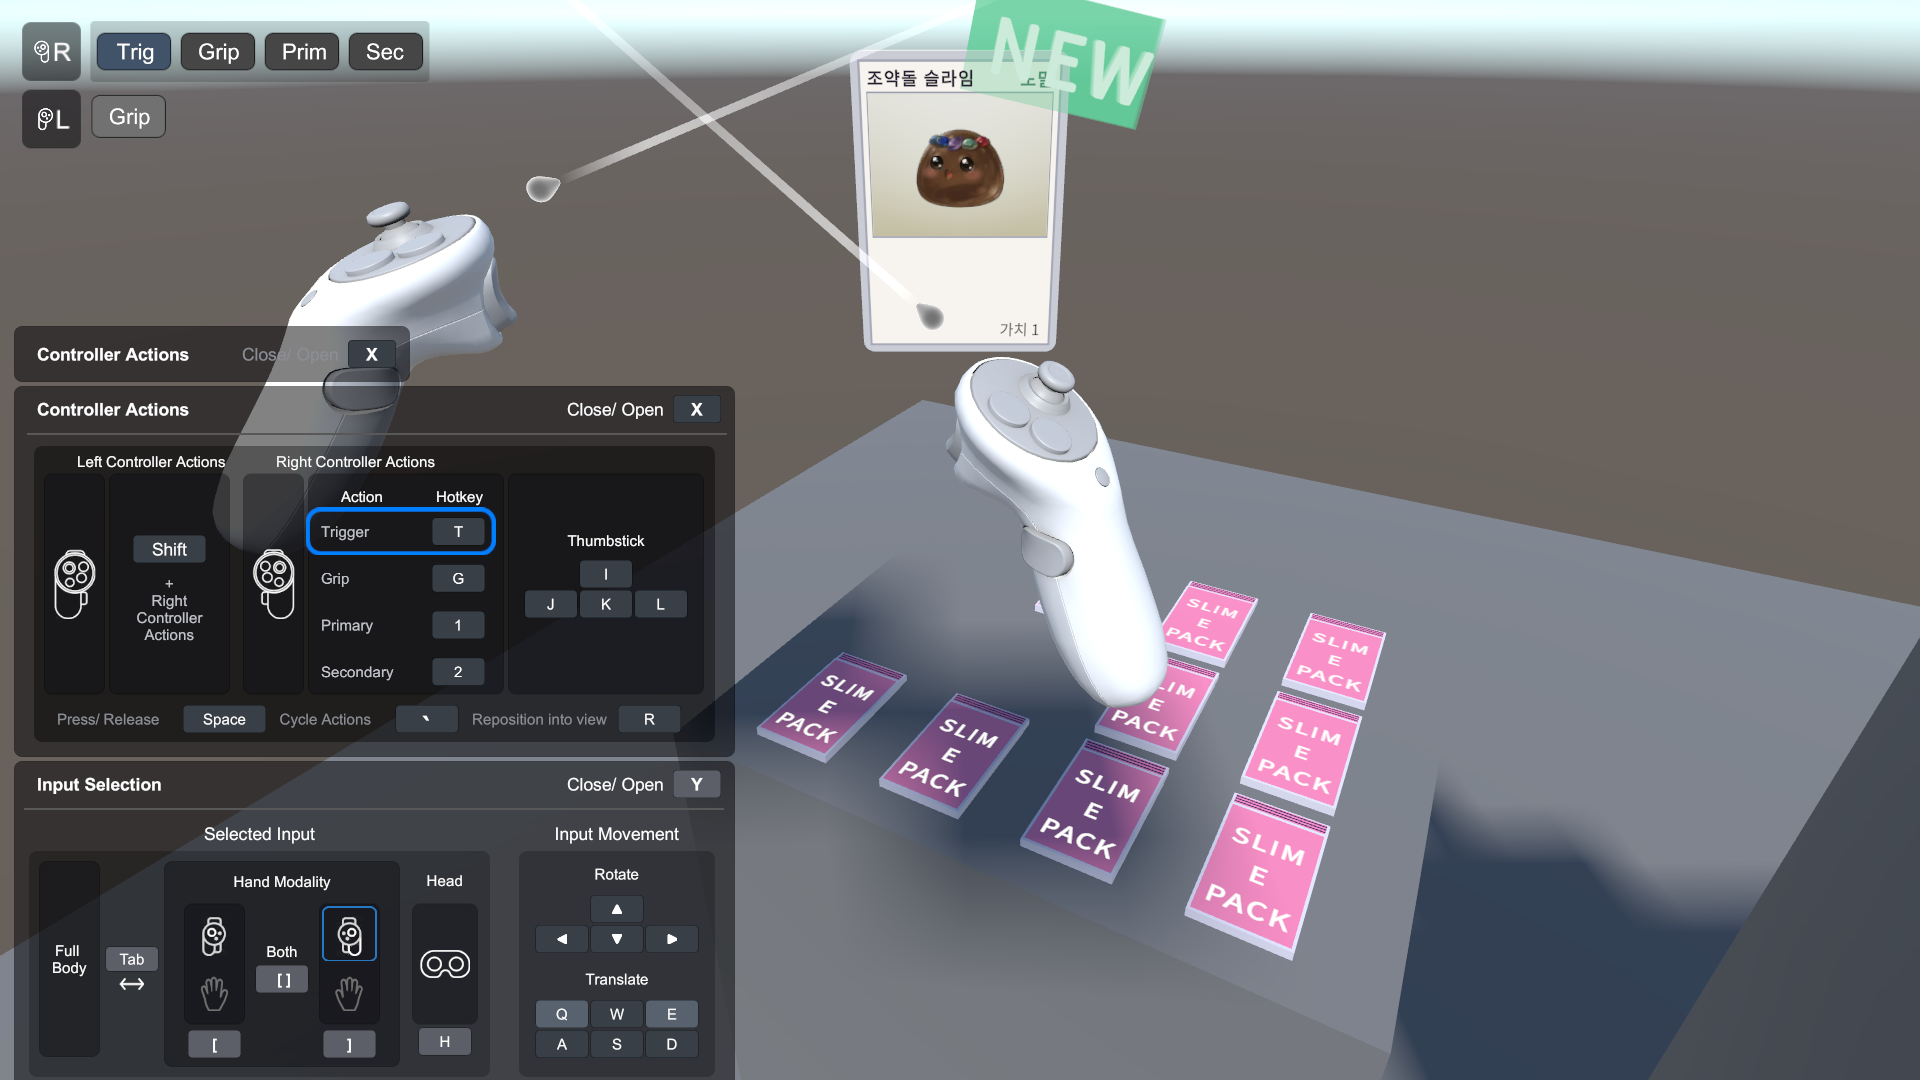 R
Trig
Grip
Prim
Sec
L
Grip
NEW
조약돌 슬라임
가치 1
Controller Actions
Close/ Open
X
Controller Actions
Close/ Open
X
Left Controller Actions
Right Controller Actions
Action
Hotkey
Trigger
T
Shift
+
Right
Controller
Actions
Grip
G
Primary
1
Secondary
2
Thumbstick
I
J
K
L
Press/ Release
Space
Cycle Actions
`
Reposition into view
R
Input Selection
Close/ Open
Y
Selected Input
Input Movement
Full
Body
Tab
Hand Modality
Both
[ ]
[
]
Head
H
Rotate
Translate
Q
W
E
A
S
D
SLIM
E
PACK
SLIM
E
PACK
SLIM
E
PACK
SLIM
E
PACK
SLIM
E
PACK
SLIM
E
PACK
SLIM
E
PACK
E
PACK